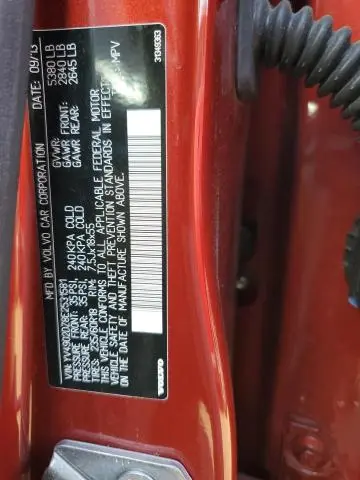 MFD. BY VOLVO CAR CORPORATION DATE: 09/13
GVWR: 5380 LB
GAWR FRONT: 2840 LB
GAWR REAR: 2645 LB
VIN: YV4902DZ8E2531581
PRESSURE FRONT: 35 PSI, 240 KPA COLD
PRESSURE REAR: 35 PSI, 240 KPA COLD
TIRES: 235/60R18 RIM: 7,5Jx18x55
THIS VEHICLE CONFORMS TO ALL APPLICABLE FEDERAL MOTOR
VEHICLE SAFETY AND THEFT PREVENTION STANDARDS IN EFFECT
ON THE DATE OF MANUFACTURE SHOWN ABOVE.
MPV
VOLVO
31349363